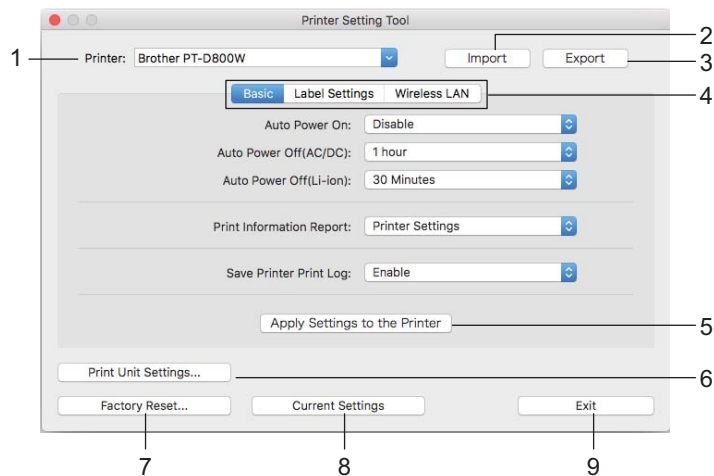 Printer Setting Tool
2
1 Printer: Brother PT-D800W Import Export 3
Basic Label Settings Wireless LAN 4
Auto Power On: Disable
Auto Power Off(AC/DC): 1 hour
Auto Power Off(Li-ion): 30 Minutes
Print Information Report: Printer Settings
Save Printer Print Log: Enable
Apply Settings to the Printer 5
Print Unit Settings... 6
Factory Reset... Current Settings Exit
7 8 9